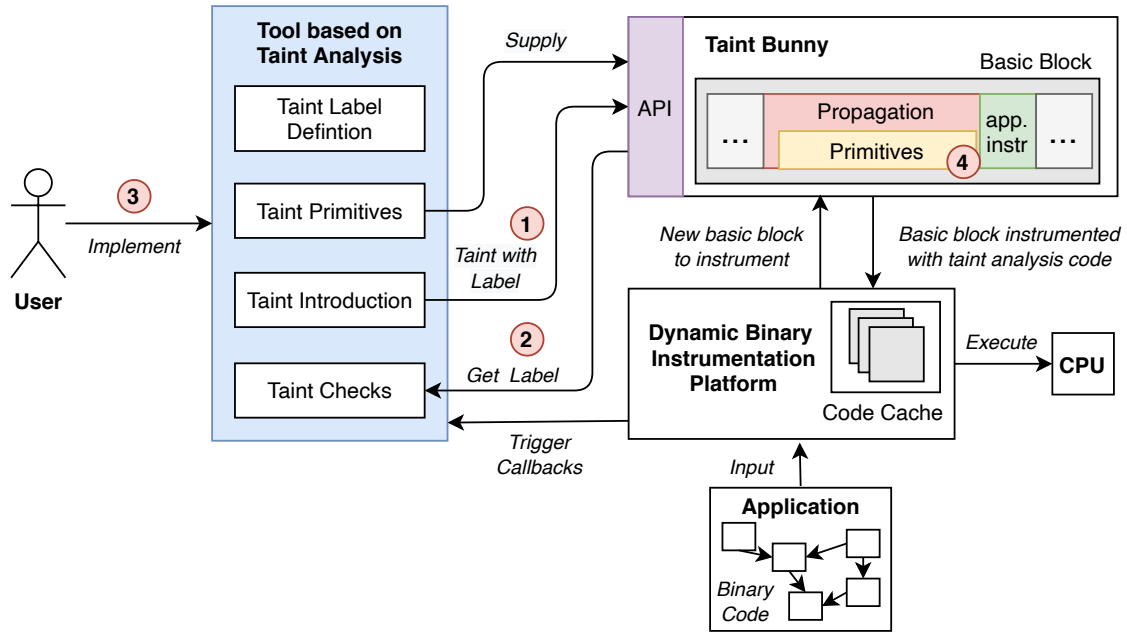 Tool based on
Taint Analysis
Taint Label
Defintion
Taint Primitives
Taint Introduction
Taint Checks
3
Implement
User
Supply
1
Taint with
Label
2
Get Label
Trigger
Callbacks
API
Taint Bunny
Basic Block
...
Propagation
Primitives
4
app.
instr
...
New basic block
to instrument
Basic block instrumented
with taint analysis code
Dynamic Binary
Instrumentation
Platform
Code Cache
Execute
CPU
Input
Application
Binary
Code